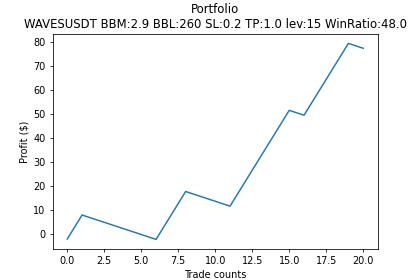 Portfolio
WAVESUSDT BBM:2.9 BBL:260 SL:0.2 TP:1.0 lev:15 WinRatio:48.0
80
70
60
50
40
30
20
10
0
Profit ($)
0.0 2.5 5.0 7.5 10.0 12.5 15.0 17.5 20.0
Trade counts